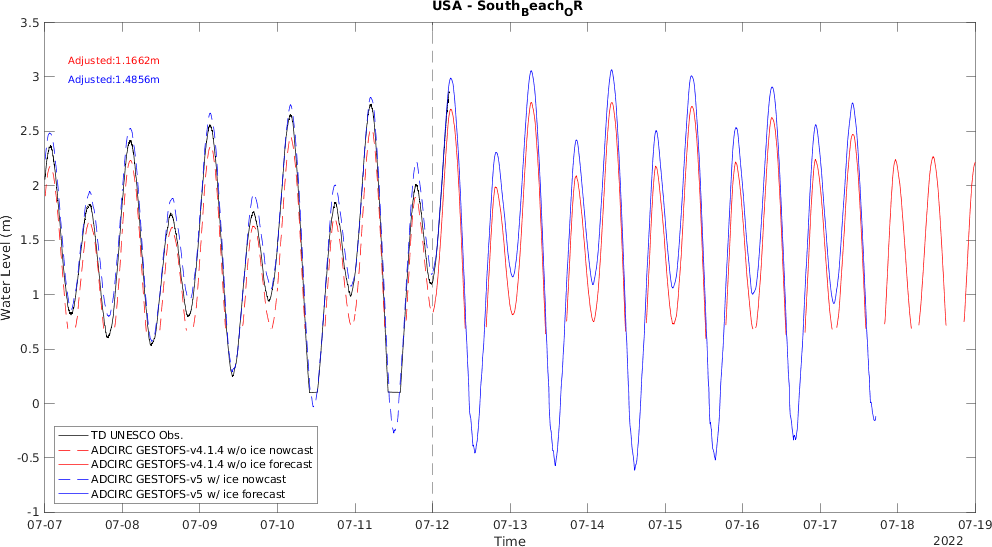 USA - SouthBeachOR
3.5
Adjusted:1.1662m
3
Adjusted:1.4856m
2.5
2
1.5
Water Level (m)
1
0.5
0
TD UNESCO Obs.
ADCIRC GESTOFS-v4.1.4 w/o ice nowcast
-0.5
ADCIRC GESTOFS-v4.1.4 w/o ice forecast
ADCIRC GESTOFS-v5 w/ ice nowcast
ADCIRC GESTOFS-v5 w/ ice forecast
-1
07-07 07-08 07-09 07-10 07-11 07-12 07-13 07-14 07-15 07-16 07-17 07-18 07-19
Time
2022